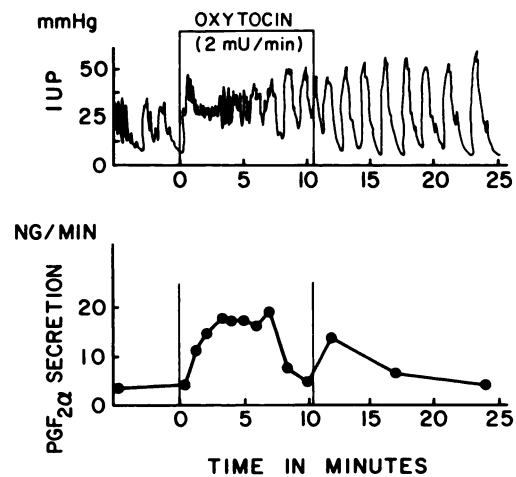 mmHg
OXYTOCIN
(2 mU/min)
IUP
50
25
0
0 5 10 15 20 25
NG/MIN
PGF2α SECRETION
20
10
0
0 5 10 15 20 25
TIME IN MINUTES